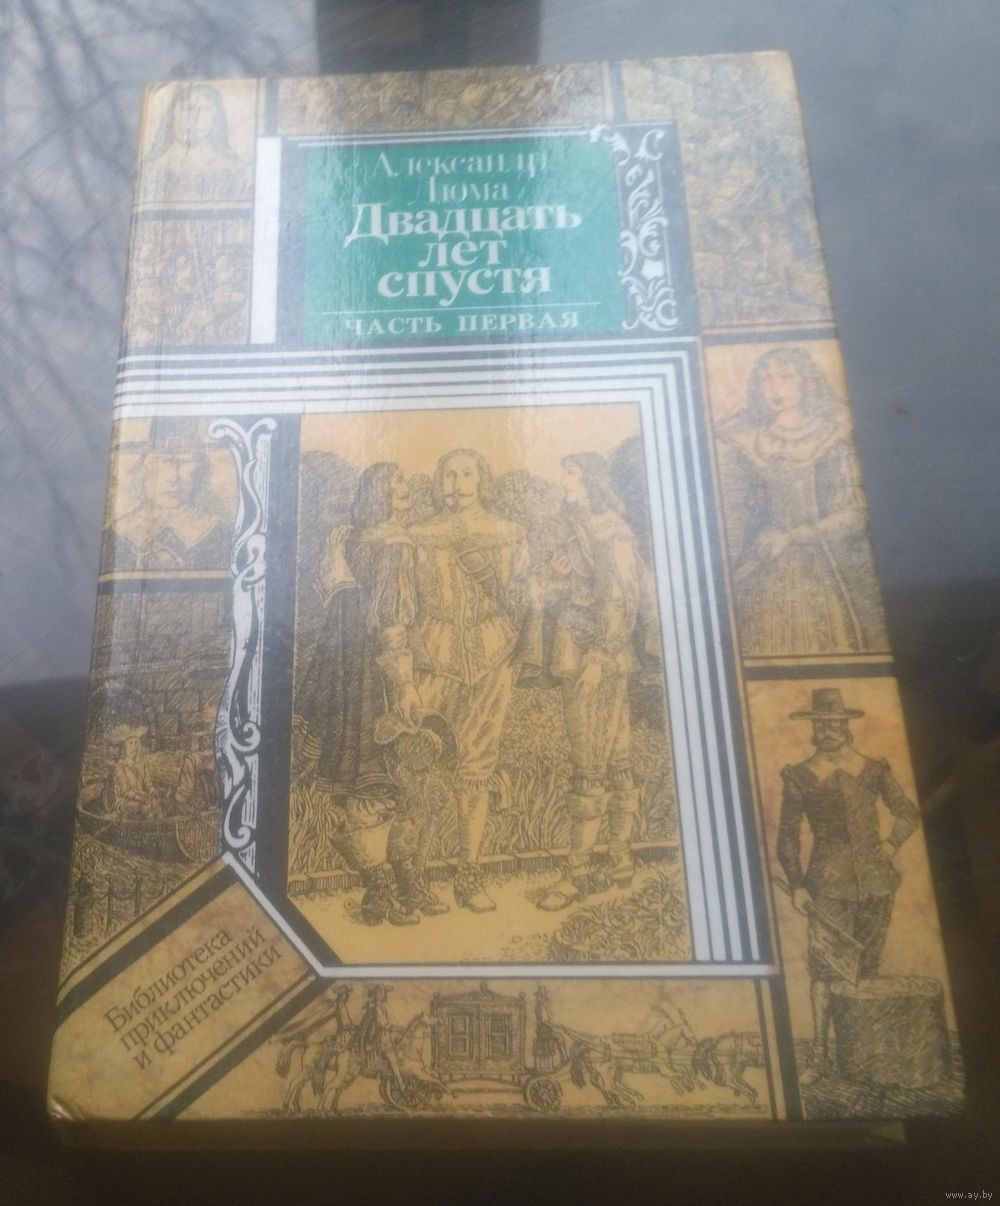 Александр
Дюма
Двадцать
лет
спустя
ЧАСТЬ ПЕРВАЯ
Библиотека
приключений
и фантастики
www.ay.by